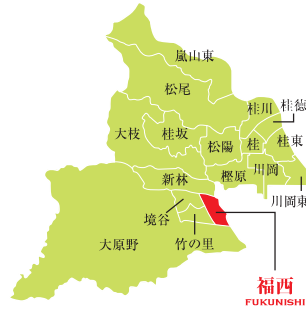 嵐山東
松尾
桂川
桂徳
大枝
桂坂
松陽
桂
桂東
川岡
樫原
新林
川岡東
境谷
大原野
竹の里
福西
FUKUNISHI